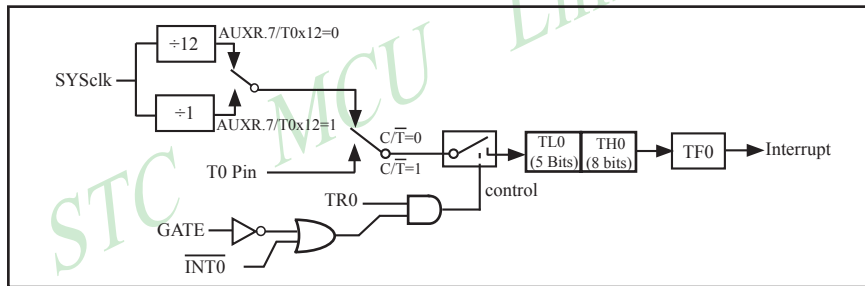 ÷12
AUXR.7/T0x12=0
SYSclk
÷1
AUXR.7/T0x12=1
C/T̅=0
C/T̅=1
T0 Pin
TL0
(5 Bits)
TH0
(8 bits)
TF0
Interrupt
control
TR0
GATE
I̅N̅T̅0̅
STC MCU Lim